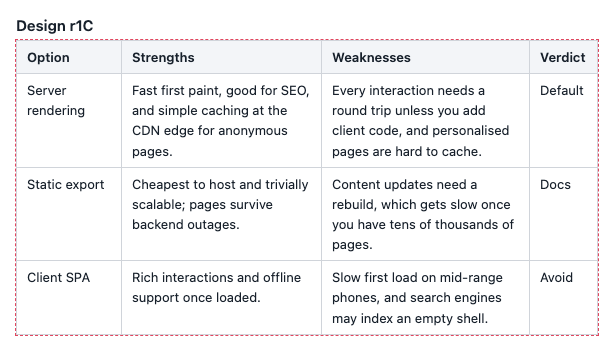 Design r1C
Option Strengths Weaknesses Verdict
Server rendering
Fast first paint, good for SEO,
and simple caching at the
CDN edge for anonymous
pages.
Every interaction needs a
round trip unless you add
client code, and personalised
pages are hard to cache.
Default
Static export
Cheapest to host and trivially
scalable; pages survive
backend outages.
Content updates need a
rebuild, which gets slow once
you have tens of thousands of
pages.
Docs
Client SPA
Rich interactions and offline
support once loaded.
Slow first load on mid-range
phones, and search engines
may index an empty shell.
Avoid